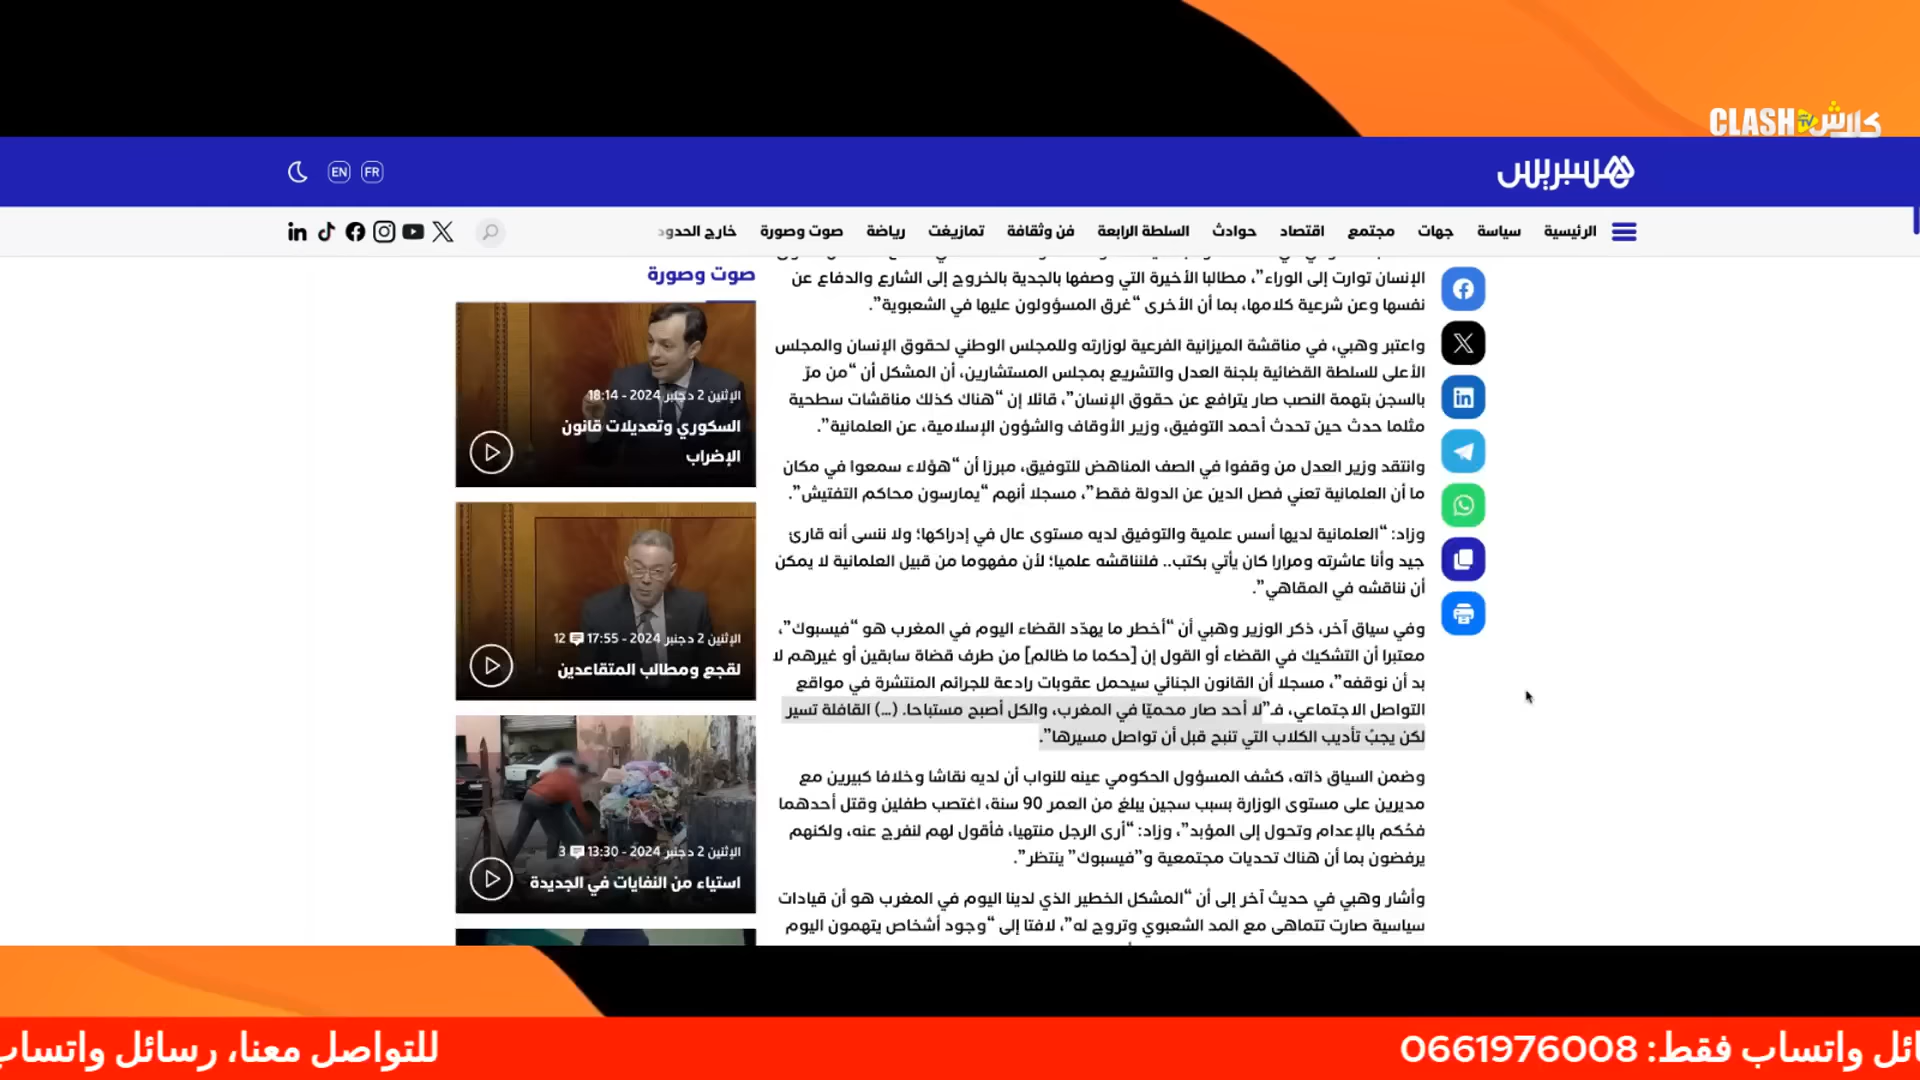 CLASH TV كلاش
هسبريس
EN FR
الرئيسية سياسة جهات مجتمع اقتصاد حوادث السلطة الرابعة فن وثقافة تمازيغت رياضة صوت وصورة خارج الحدود
الإنسان توارت إلى الوراء”، مطالبا الأخيرة التي وصفها بالجدية بالخروج إلى الشارع والدفاع عن
نفسها وعن شرعية كلامها، بما أن الأخرى “غرق المسؤولون عليها في الشعبوية”.
واعتبر وهبي، في مناقشة الميزانية الفرعية لوزارته وللمجلس الوطني لحقوق الإنسان والمجلس
الأعلى للسلطة القضائية بلجنة العدل والتشريع بمجلس المستشارين، أن المشكل أن “من مرّ
بالسجن بتهمة النصب صار يترافع عن حقوق الإنسان”، قائلا إن “هناك كذلك مناقشات سطحية
مثلما حدث حين تحدث أحمد التوفيق، وزير الأوقاف والشؤون الإسلامية، عن العلمانية”.
وانتقد وزير العدل من وقفوا في الصف المناهض للتوفيق، مبرزا أن “هؤلاء سمعوا في مكان
ما أن العلمانية تعني فصل الدين عن الدولة فقط”، مسجلا أنهم “يمارسون محاكم التفتيش”.
وزاد: “العلمانية لديها أسس علمية والتوفيق لديه مستوى عال في إدراكها؛ ولا ننسى أنه قارئ
جيد وأنا عاشرته ومرارا كان يأتي بكتب.. فلنناقشه علميا؛ لأن مفهوما من قبيل العلمانية لا يمكن
أن نناقشه في المقاهي”.
وفي سياق آخر، ذكر الوزير وهبي أن “أخطر ما يهدّد القضاء اليوم في المغرب هو “فيسبوك”،
معتبرا أن التشكيك في القضاء أو القول إن [حكما ما ظالم] من طرف قضاة سابقين أو غيرهم لا
بد أن نوقفه”، مسجلا أن القانون الجنائي سيحمل عقوبات رادعة للجرائم المنتشرة في مواقع
التواصل الاجتماعي، فـ”لا أحد صار محميًا في المغرب، والكل أصبح مستباحا. (…) القافلة تسير
لكن يجبُ تأديب الكلاب التي تنبح قبل أن تواصل مسيرها”.
وضمن السياق ذاته، كشف المسؤول الحكومي عينه للنواب أن لديه نقاشا وخلافا كبيرين مع
مديرين على مستوى الوزارة بسبب سجين يبلغ من العمر 90 سنة، اغتصب طفلين وقتل أحدهما
فحُكم بالإعدام وتحول إلى المؤبد”، وزاد: “أرى الرجل منتهيا، فأقول لهم لنفرج عنه، ولكنهم
يرفضون بما أن هناك تحديات مجتمعية و”فيسبوك” ينتظر”.
وأشار وهبي في حديث آخر إلى أن “المشكل الخطير الذي لدينا اليوم في المغرب هو أن قيادات
سياسية صارت تتماهى مع المد الشعبوي وتروج له”، لافتا إلى “وجود أشخاص يتهمون اليوم
صوت وصورة
الإثنين 2 دجنبر 2024 - 18:14
السكوري وتعديلات قانون
الإضراب
الإثنين 2 دجنبر 2024 - 17:55 12
لقجع ومطالب المتقاعدين
الإثنين 2 دجنبر 2024 - 13:30 3
استياء من النفايات في الجديدة
ائل واتساب فقط: 0661976008
للتواصل معنا، رسائل واتساب